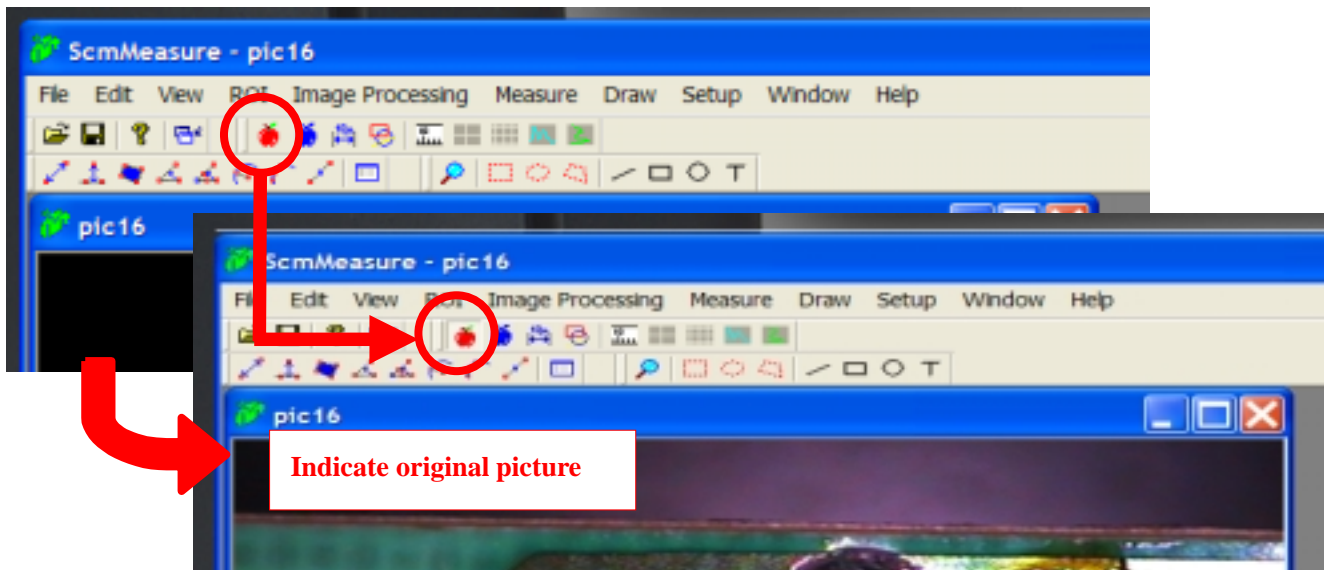 ScmMeasure - pic16
File Edit View ROI Image Processing Measure Draw Setup Window Help
T
pic16
ScmMeasure - pic16
Edit View ROI Image Processing Measure Draw Setup Window Help
T
pic16
Indicate original picture